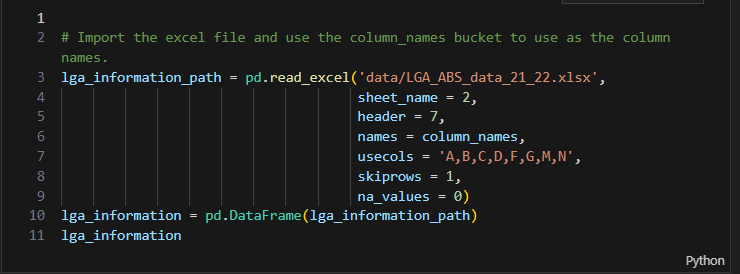 1
2 # Import the excel file and use the column_names bucket to use as the column
names.
3 lga_information_path = pd.read_excel('data/LGA_ABS_data_21_22.xlsx',
4 sheet_name = 2,
5 header = 7,
6 names = column_names,
7 usecols = 'A,B,C,D,F,G,M,N',
8 skiprows = 1,
9 na_values = 0)
10 lga_information = pd.DataFrame(lga_information_path)
11 lga_information
Python